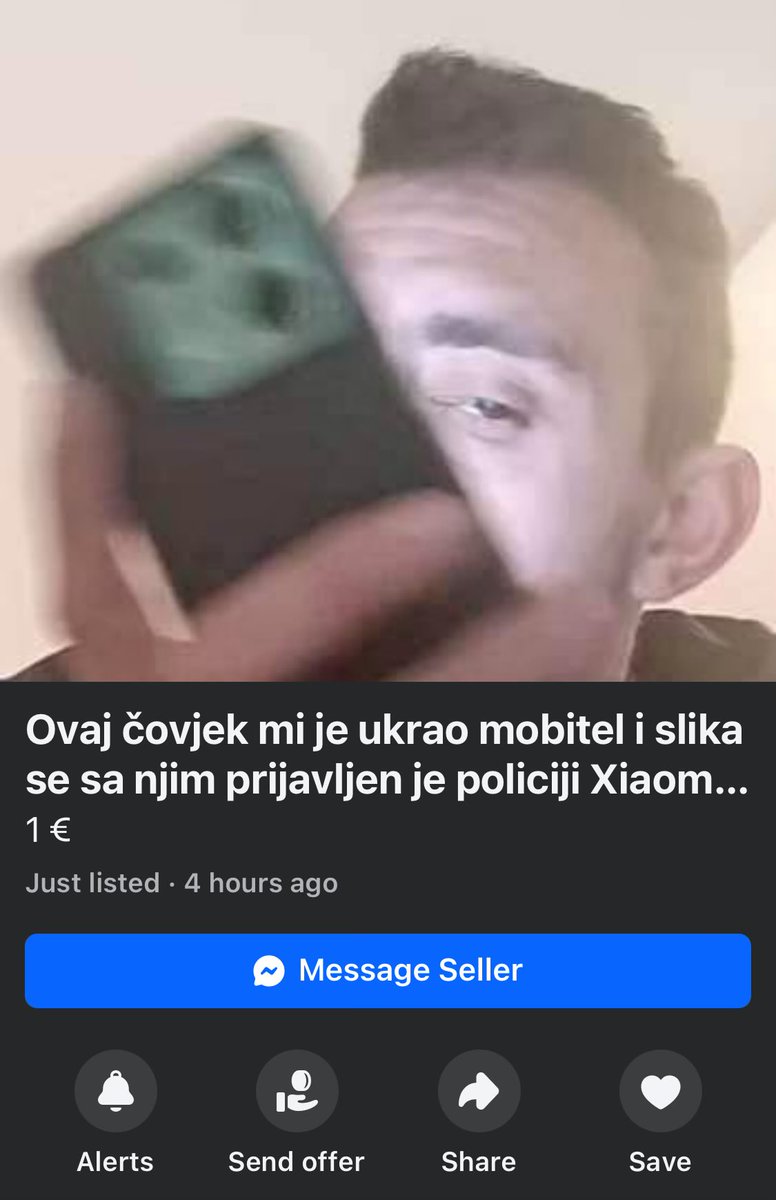 Ovaj čovjek mi je ukrao mobitel i slika
se sa njim prijavljen je policiji Xiaom...
1 €
Just listed · 4 hours ago
Message Seller
Alerts
Send offer
Share
Save